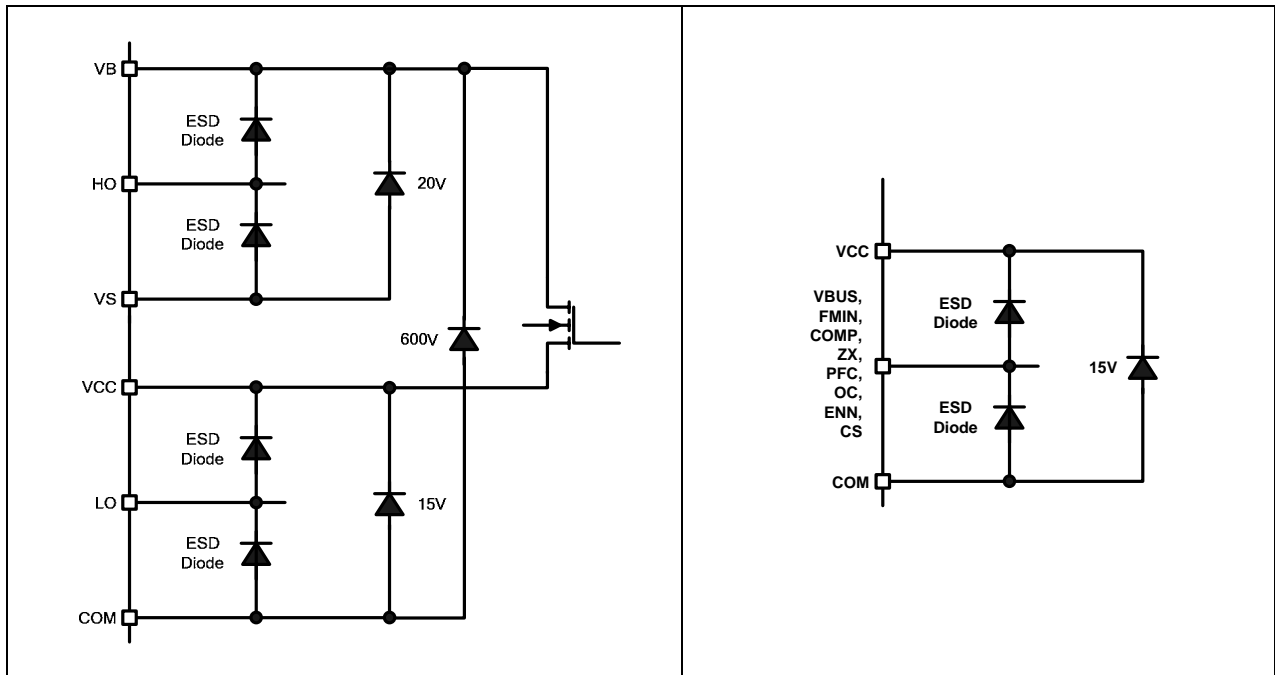 VB
ESD
Diode
HO
20V
ESD
Diode
VS
600V
VCC
ESD
Diode
LO
15V
ESD
Diode
COM
VCC
VBUS,
FMIN,
COMP,
ZX,
PFC,
OC,
ENN,
CS
ESD
Diode
15V
ESD
Diode
COM